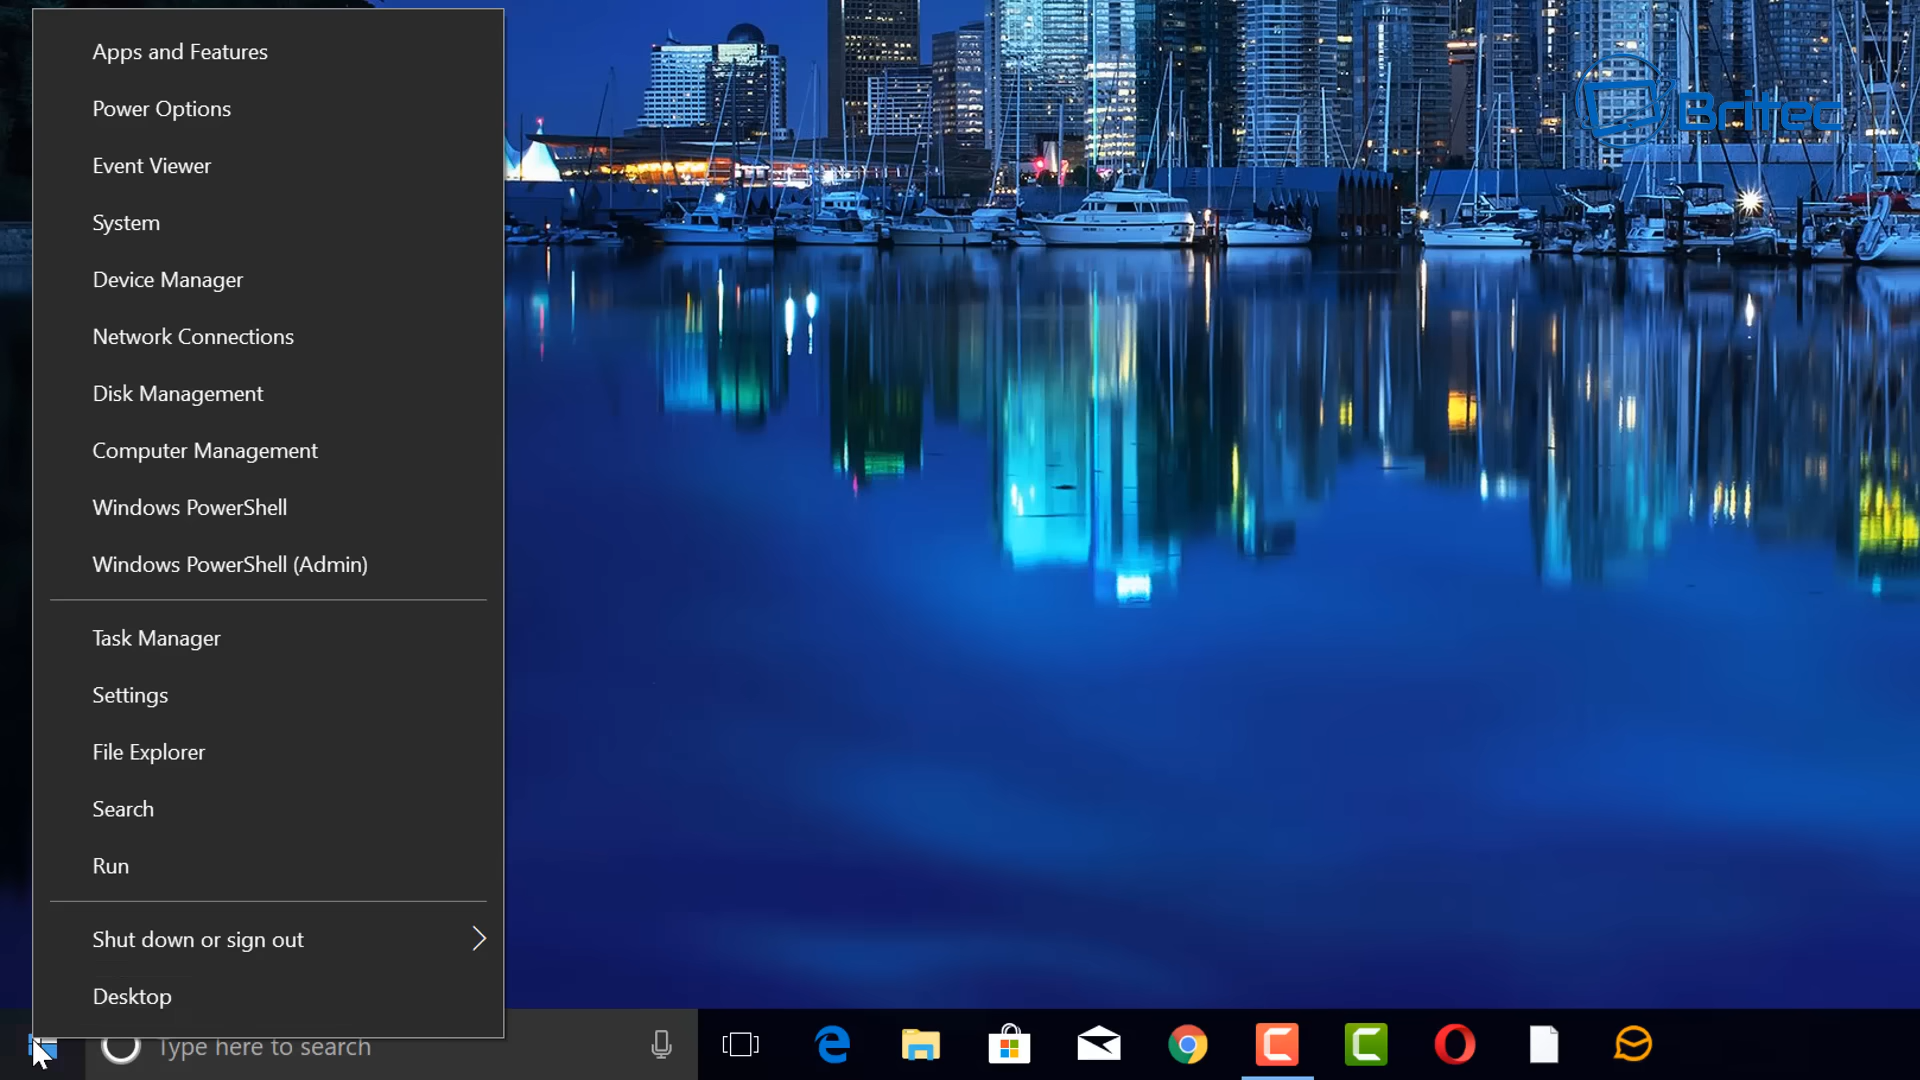 Apps and Features
Power Options
Event Viewer
System
Device Manager
Network Connections
Disk Management
Computer Management
Windows PowerShell
Windows PowerShell (Admin)
Task Manager
Settings
File Explorer
Search
Run
Shut down or sign out
Desktop
Type here to search
Britec